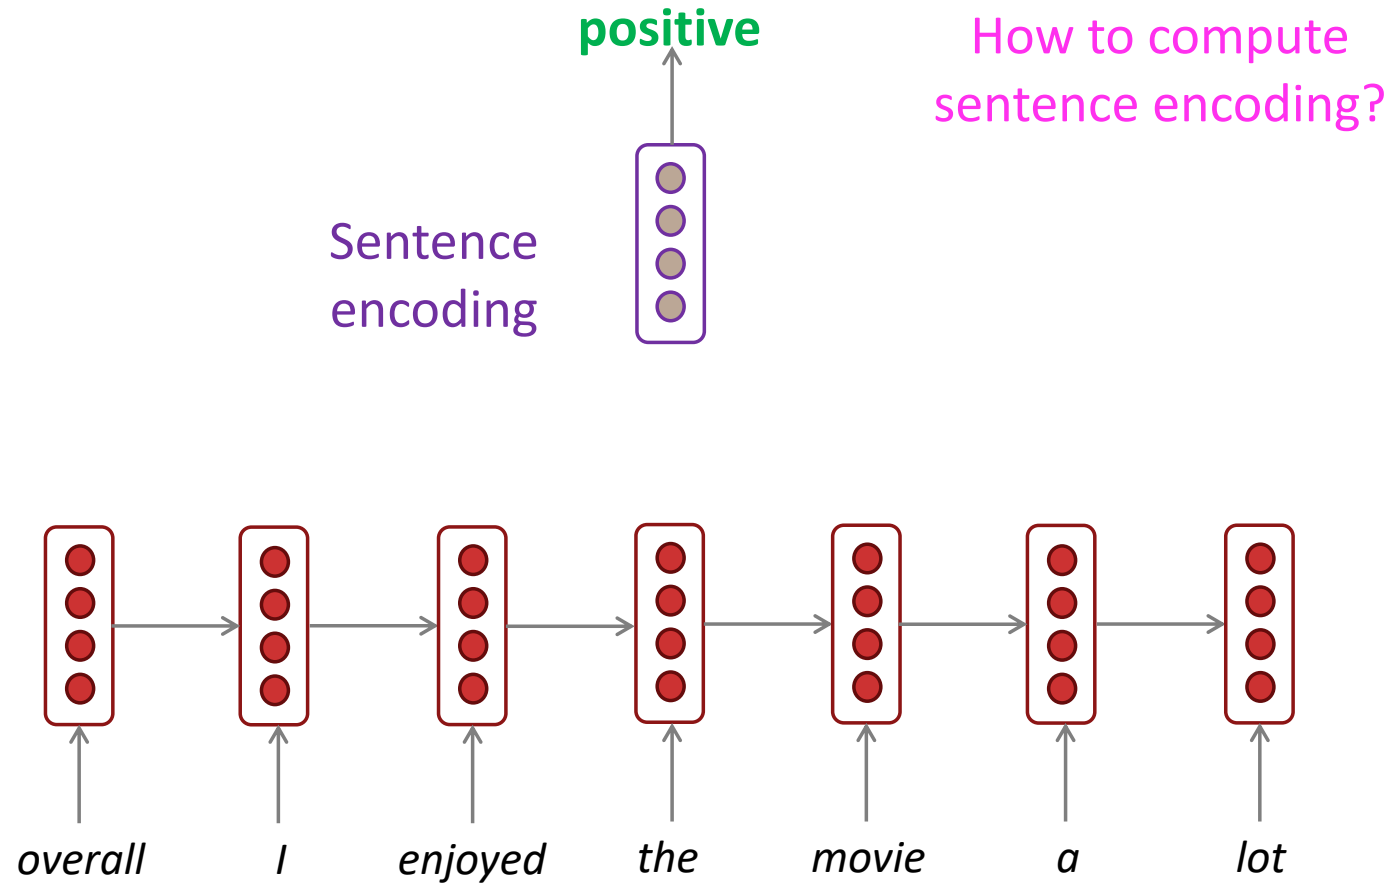 positive
How to compute
sentence encoding?
Sentence
encoding
overall I enjoyed the movie a lot